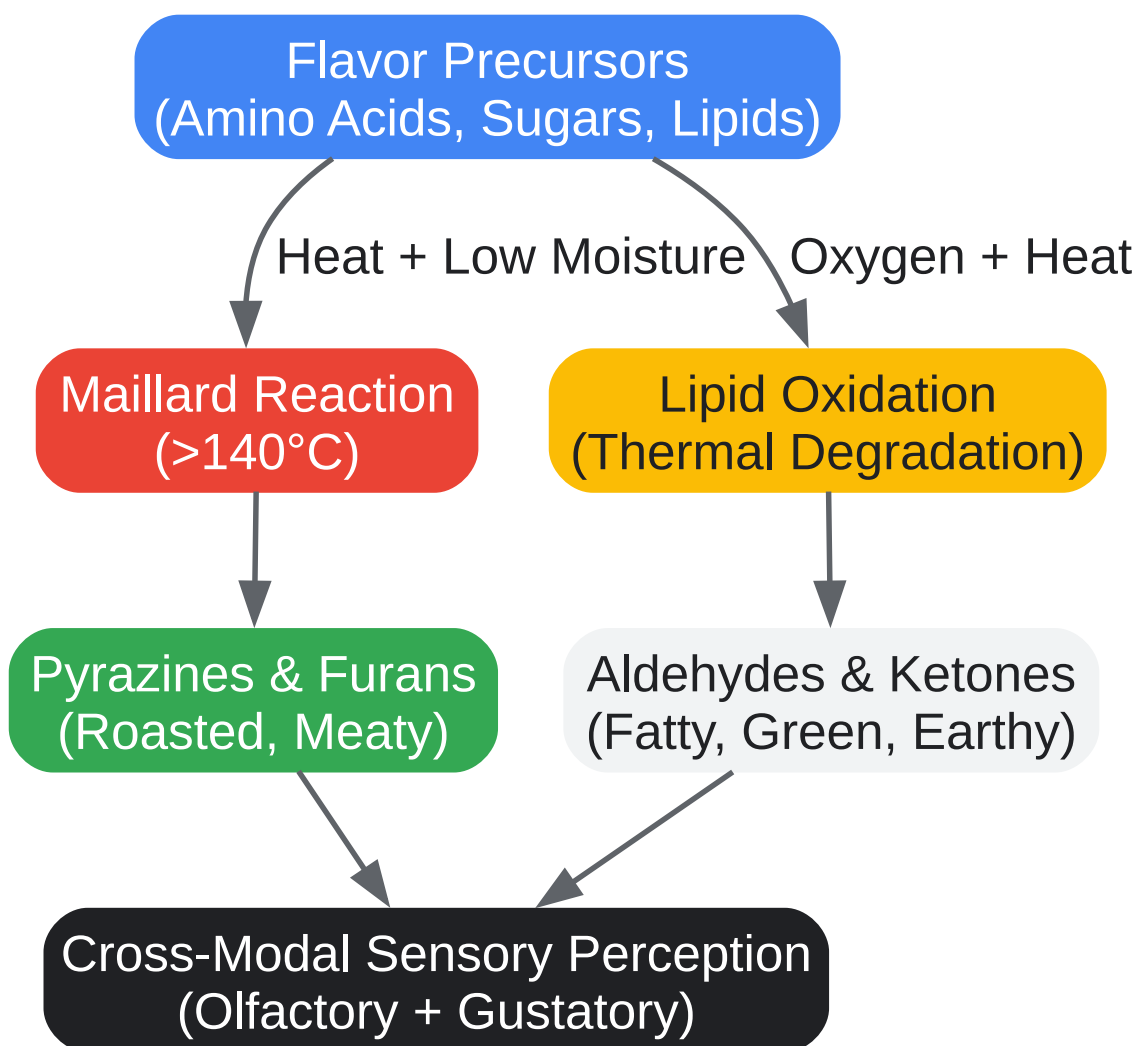 Flavor Precursors
(Amino Acids, Sugars, Lipids)
Heat + Low Moisture
Oxygen + Heat
Maillard Reaction
(>140°C)
Lipid Oxidation
(Thermal Degradation)
Pyrazines & Furans
(Roasted, Meaty)
Aldehydes & Ketones
(Fatty, Green, Earthy)
Cross-Modal Sensory Perception
(Olfactory + Gustatory)